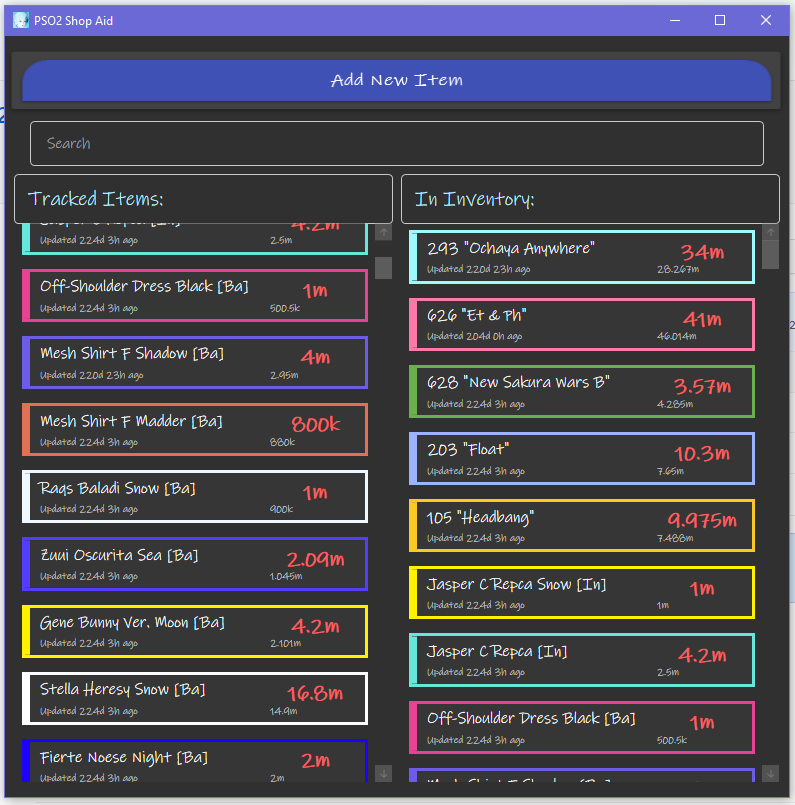 PSO2 Shop Aid
Add New Item
Search
Tracked Items:
4.2m
Updated 224d 3h ago
2.5m
Off-Shoulder Dress Black [Ba]
1m
Updated 224d 3h ago
500.5k
Mesh Shirt F Shadow [Ba]
4m
Updated 220d 23h ago
2.95m
Mesh Shirt F Madder [Ba]
800k
Updated 224d 3h ago
880k
Raqs Baladi Snow [Ba]
1m
Updated 224d 3h ago
900k
Zuui Oscurita Sea [Ba]
2.09m
Updated 224d 3h ago
1.045m
Gene Bunny Ver. Moon [Ba]
4.2m
Updated 224d 3h ago
2.101m
Stella Heresy Snow [Ba]
16.8m
Updated 224d 3h ago
14.9m
Fierte Noese Night [Ba]
2m
Updated 224d 3h ago
2m
In Inventory:
293 "Ochaya Anywhere"
34m
Updated 220d 23h ago
28.267m
626 "Et & Ph"
41m
Updated 204d 0h ago
46.014m
628 "New Sakura Wars B"
3.57m
Updated 224d 3h ago
4.285m
203 "Float"
10.3m
Updated 224d 3h ago
7.65m
105 "Headbang"
9.975m
Updated 224d 3h ago
7.488m
Jasper C Repca Snow [In]
1m
Updated 224d 3h ago
1m
Jasper C Repca [In]
4.2m
Updated 224d 3h ago
2.5m
Off-Shoulder Dress Black [Ba]
1m
Updated 224d 3h ago
500.5k
Mesh Shirt F Shadow [Ba]